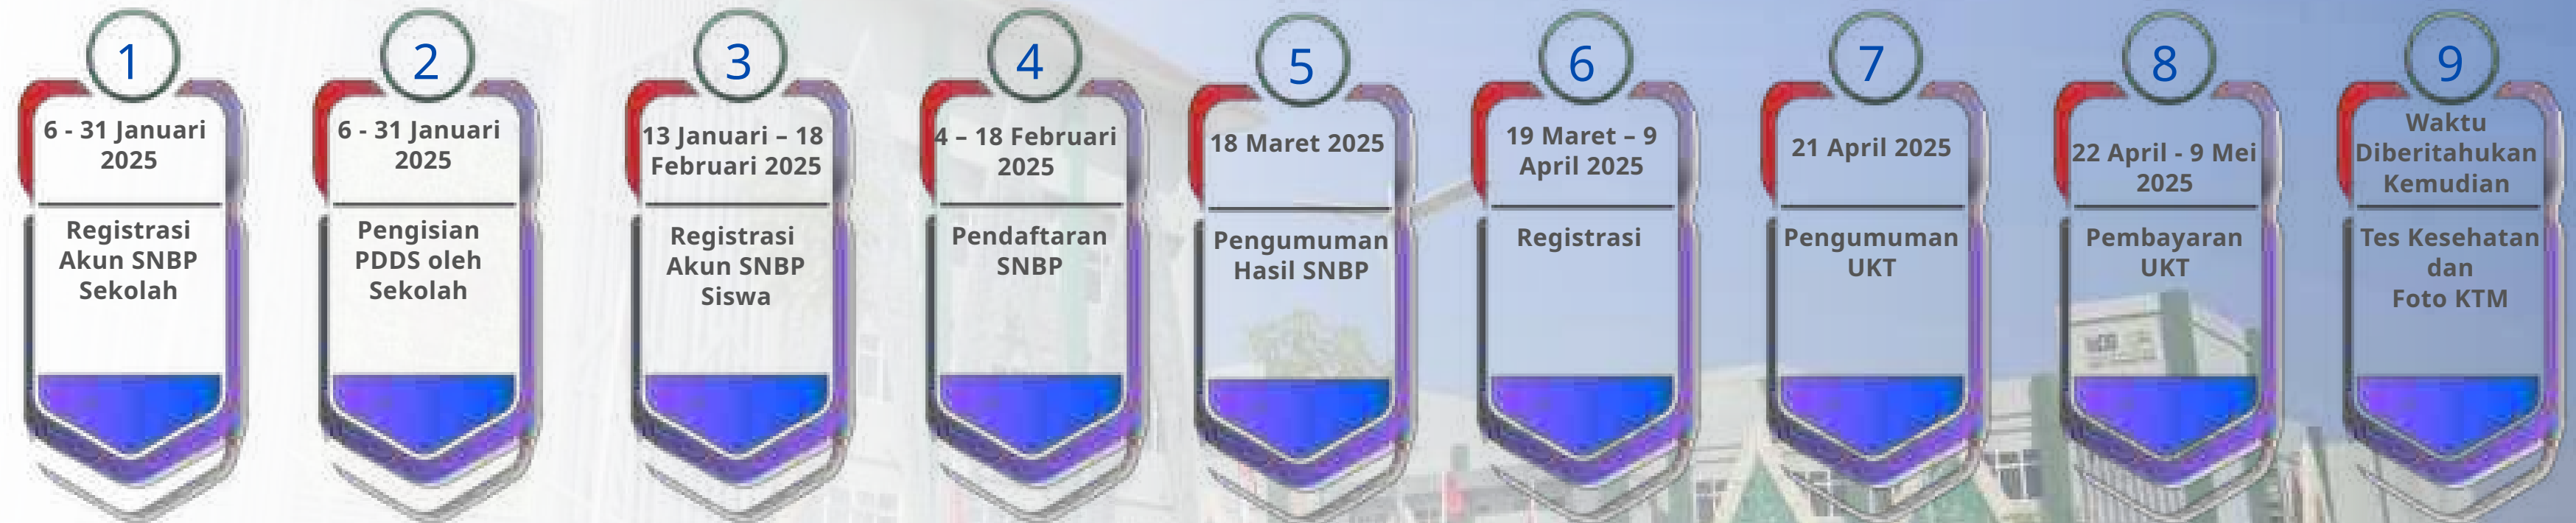 1
6 - 31 Januari
2025
Registrasi
Akun SNBP
Sekolah
2
6 - 31 Januari
2025
Pengisian
PDDS oleh
Sekolah
3
13 Januari – 18
Februari 2025
Registrasi
Akun SNBP
Siswa
4
4 – 18 Februari
2025
Pendaftaran
SNBP
5
18 Maret 2025
Pengumuman
Hasil SNBP
6
19 Maret – 9
April 2025
Registrasi
7
21 April 2025
Pengumuman
UKT
8
22 April - 9 Mei
2025
Pembayaran
UKT
9
Waktu
Diberitahukan
Kemudian
Tes Kesehatan
dan
Foto KTM